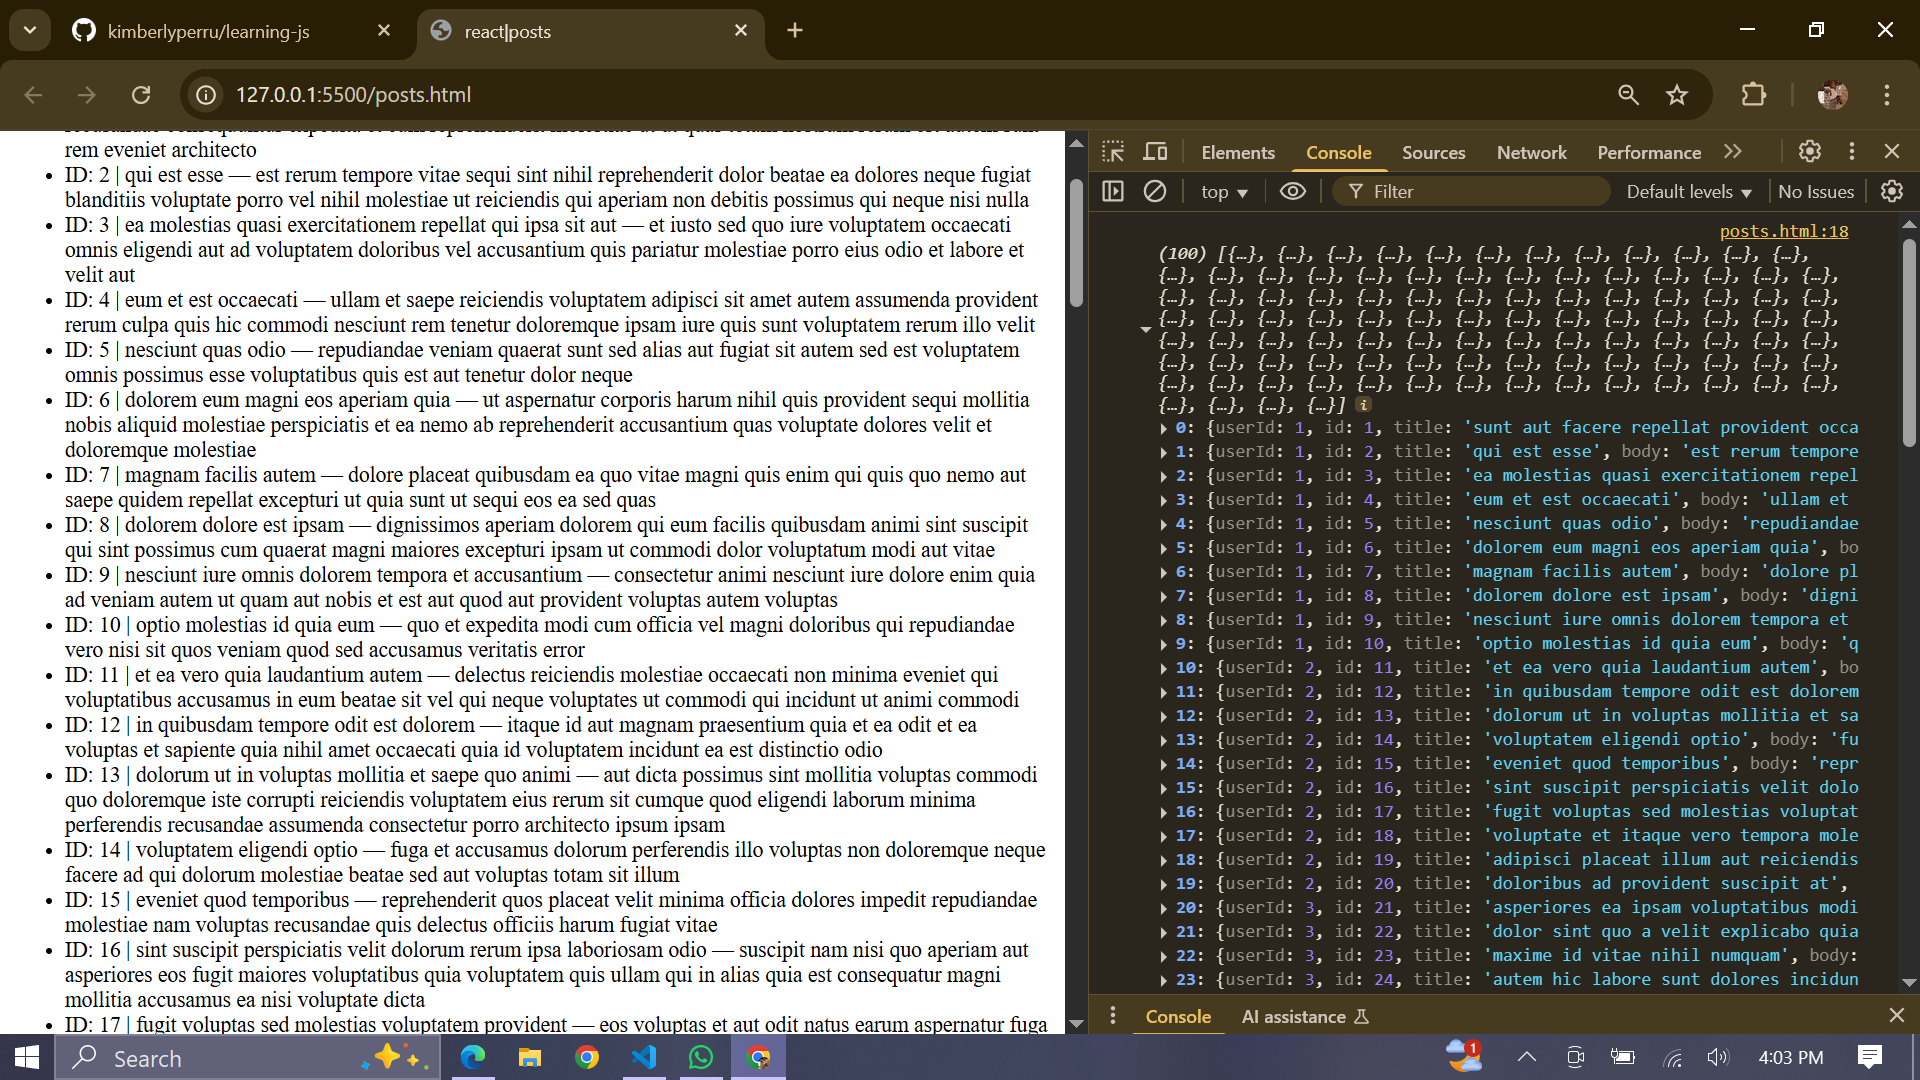 kimberlyperru/learning-js
react|posts
127.0.0.1:5500/posts.html
rem eveniet architecto
• ID: 2 | qui est esse — est rerum tempore vitae sequi sint nihil reprehenderit dolor beatae ea dolores neque fugiat
blanditiis voluptate porro vel nihil molestiae ut reiciendis qui aperiam non debitis possimus qui neque nisi nulla
• ID: 3 | ea molestias quasi exercitationem repellat qui ipsa sit aut — et iusto sed quo iure voluptatem occaecati
omnis eligendi aut ad voluptatem doloribus vel accusantium quis pariatur molestiae porro eius odio et labore et
velit aut
• ID: 4 | eum et est occaecati — ullam et saepe reiciendis voluptatem adipisci sit amet autem assumenda provident
rerum culpa quis hic commodi nesciunt rem tenetur doloremque ipsam iure quis sunt voluptatem rerum illo velit
• ID: 5 | nesciunt quas odio — repudiandae veniam quaerat sunt sed alias aut fugiat sit autem sed est voluptatem
omnis possimus esse voluptatibus quis est aut tenetur dolor neque
• ID: 6 | dolorem eum magni eos aperiam quia — ut aspernatur corporis harum nihil quis provident sequi mollitia
nobis aliquid molestiae perspiciatis et ea nemo ab reprehenderit accusantium quas voluptate dolores velit et
doloremque molestiae
• ID: 7 | magnam facilis autem — dolore placeat quibusdam ea quo vitae magni quis enim qui quis quo nemo aut
saepe quidem repellat excepturi ut quia sunt ut sequi eos ea sed quas
• ID: 8 | dolorem dolore est ipsam — dignissimos aperiam dolorem qui eum facilis quibusdam animi sint suscipit
qui sint possimus cum quaerat magni maiores excepturi ipsam ut commodi dolor voluptatum modi aut vitae
• ID: 9 | nesciunt iure omnis dolorem tempora et accusantium — consectetur animi nesciunt iure dolore enim quia
ad veniam autem ut quam aut nobis et est aut quod aut provident voluptas autem voluptas
• ID: 10 | optio molestias id quia eum — quo et expedita modi cum officia vel magni doloribus qui repudiandae
vero nisi sit quos veniam quod sed accusamus veritatis error
• ID: 11 | et ea vero quia laudantium autem — delectus reiciendis molestiae occaecati non minima eveniet qui
voluptatibus accusamus in eum beatae sit vel qui neque voluptates ut commodi qui incidunt ut animi commodi
• ID: 12 | in quibusdam tempore odit est dolorem — itaque id aut magnam praesentium quia et ea odit et ea
voluptas et sapiente quia nihil amet occaecati quia id voluptatem incidunt ea est distinctio odio
• ID: 13 | dolorum ut in voluptas mollitia et saepe quo animi — aut dicta possimus sint mollitia voluptas commodi
quo doloremque iste corrupti reiciendis voluptatem eius rerum sit cumque quod eligendi laborum minima
perferendis recusandae assumenda consectetur porro architecto ipsum ipsam
• ID: 14 | voluptatem eligendi optio — fuga et accusamus dolorum perferendis illo voluptas non doloremque neque
facere ad qui dolorum molestiae beatae sed aut voluptas totam sit illum
• ID: 15 | eveniet quod temporibus — reprehenderit quos placeat velit minima officia dolores impedit repudiandae
molestiae nam voluptas recusandae quis delectus officiis harum fugiat vitae
• ID: 16 | sint suscipit perspiciatis velit dolorum rerum ipsa laboriosam odio — suscipit nam nisi quo aperiam aut
asperiores eos fugit maiores voluptatibus quia voluptatem quis ullam qui in alias quia est consequatur magni
mollitia accusamus ea nisi voluptate dicta
• ID: 17 | fugit voluptas sed molestias voluptatem provident — eos voluptas et aut odit natus earum aspernatur fuga
Elements Console Sources Network Performance
top Filter Default levels No Issues
posts.html:18
(100) [{…}, {…}, {…}, {…}, {…}, {…}, {…}, {…}, {…}, {…}, {…}, {…},
{…}, {…}, {…}, {…}, {…}, {…}, {…}, {…}, {…}, {…}, {…}, {…}, {…}, {…},
{…}, {…}, {…}, {…}, {…}, {…}, {…}, {…}, {…}, {…}, {…}, {…}, {…}, {…},
{…}, {…}, {…}, {…}, {…}, {…}, {…}, {…}, {…}, {…}, {…}, {…}, {…}, {…},
{…}, {…}, {…}, {…}, {…}, {…}, {…}, {…}, {…}, {…}, {…}, {…}, {…}, {…},
{…}, {…}, {…}, {…}, {…}, {…}, {…}, {…}, {…}, {…}, {…}, {…}, {…}, {…},
{…}, {…}, {…}, {…}, {…}, {…}, {…}, {…}, {…}, {…}, {…}, {…}, {…}, {…},
{…}, {…}, {…}, {…}] i
0: {userId: 1, id: 1, title: 'sunt aut facere repellat provident occa
1: {userId: 1, id: 2, title: 'qui est esse', body: 'est rerum tempore
2: {userId: 1, id: 3, title: 'ea molestias quasi exercitationem repel
3: {userId: 1, id: 4, title: 'eum et est occaecati', body: 'ullam et
4: {userId: 1, id: 5, title: 'nesciunt quas odio', body: 'repudiandae
5: {userId: 1, id: 6, title: 'dolorem eum magni eos aperiam quia', bo
6: {userId: 1, id: 7, title: 'magnam facilis autem', body: 'dolore pl
7: {userId: 1, id: 8, title: 'dolorem dolore est ipsam', body: 'digni
8: {userId: 1, id: 9, title: 'nesciunt iure omnis dolorem tempora et
9: {userId: 1, id: 10, title: 'optio molestias id quia eum', body: 'q
10: {userId: 2, id: 11, title: 'et ea vero quia laudantium autem', bo
11: {userId: 2, id: 12, title: 'in quibusdam tempore odit est dolorem
12: {userId: 2, id: 13, title: 'dolorum ut in voluptas mollitia et sa
13: {userId: 2, id: 14, title: 'voluptatem eligendi optio', body: 'fu
14: {userId: 2, id: 15, title: 'eveniet quod temporibus', body: 'repr
15: {userId: 2, id: 16, title: 'sint suscipit perspiciatis velit dolo
16: {userId: 2, id: 17, title: 'fugit voluptas sed molestias voluptat
17: {userId: 2, id: 18, title: 'voluptate et itaque vero tempora mole
18: {userId: 2, id: 19, title: 'adipisci placeat illum aut reiciendis
19: {userId: 2, id: 20, title: 'doloribus ad provident suscipit at',
20: {userId: 3, id: 21, title: 'asperiores ea ipsam voluptatibus modi
21: {userId: 3, id: 22, title: 'dolor sint quo a velit explicabo quia
22: {userId: 3, id: 23, title: 'maxime id vitae nihil numquam', body:
23: {userId: 3, id: 24, title: 'autem hic labore sunt dolores incidun
Console AI assistance
Search
1
4:03 PM